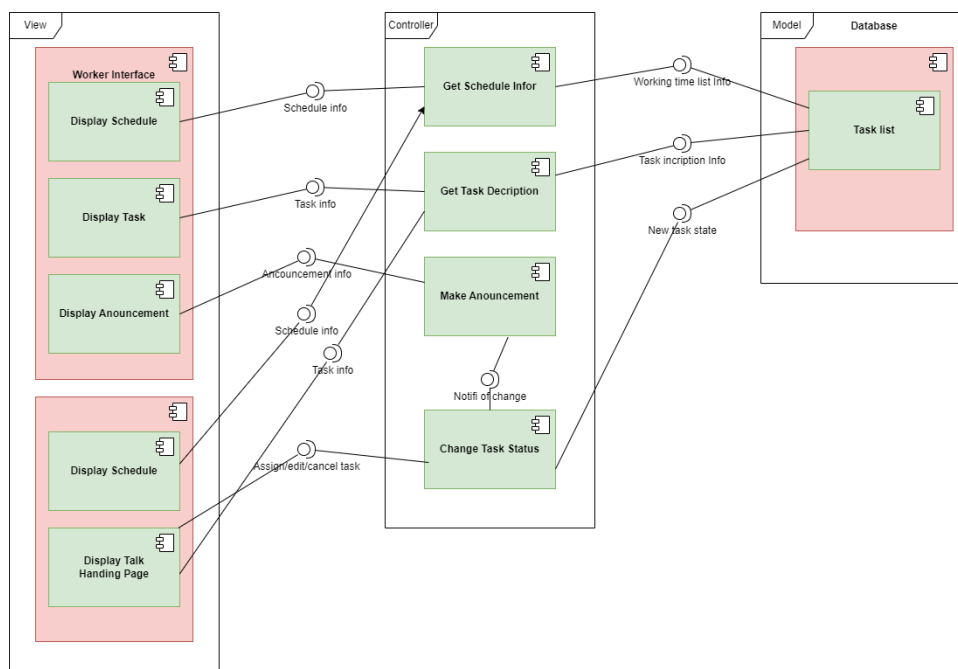 View
Controller
Model
Database
Worker Interface
Display Schedule
Schedule info
Get Schedule Infor
Working time list Info
Task list
Display Task
Task info
Get Task Decription
Task incription Info
New task state
Display Anouncement
Ancouncement info
Make Anouncement
Schedule info
Task info
Notifi of change
Display Schedule
Assign/edit/cancel task
Change Task Status
Display Talk
Handing Page